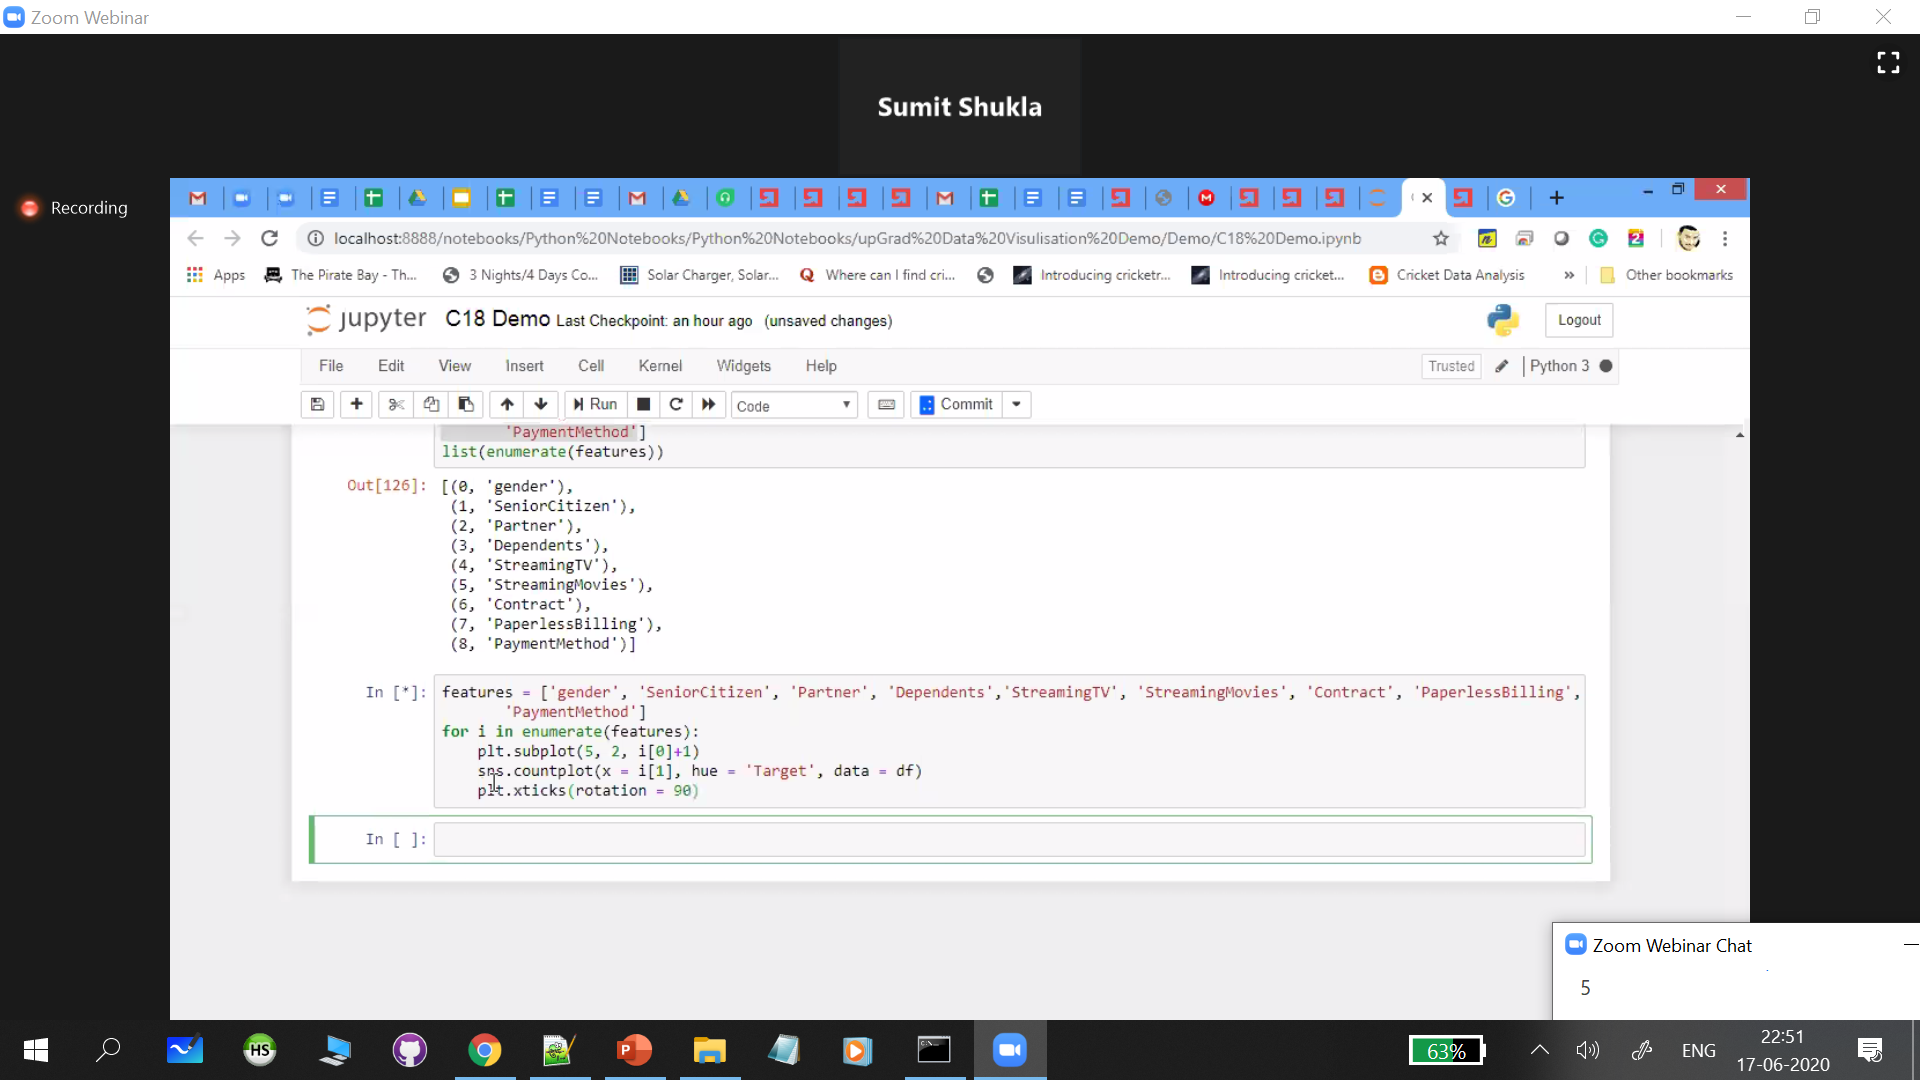 Zoom Webinar
Sumit Shukla
Recording
localhost:8888/notebooks/Python%20Notebooks/Python%20Notebooks/upGrad%20Data%20Visulisation%20Demo/Demo/C18%20Demo.ipynb
Apps The Pirate Bay - Th... 3 Nights/4 Days Co... Solar Charger, Solar... Where can I find cri... Introducing cricketr... Introducing cricket... Cricket Data Analysis » Other bookmarks
jupyter C18 Demo Last Checkpoint: an hour ago (unsaved changes) Logout
File Edit View Insert Cell Kernel Widgets Help Trusted Python 3
Run Code Commit
'PaymentMethod']
list(enumerate(features))
Out[126]: [(0, 'gender'),
(1, 'SeniorCitizen'),
(2, 'Partner'),
(3, 'Dependents'),
(4, 'StreamingTV'),
(5, 'StreamingMovies'),
(6, 'Contract'),
(7, 'PaperlessBilling'),
(8, 'PaymentMethod')]
In [*]: features = ['gender', 'SeniorCitizen', 'Partner', 'Dependents','StreamingTV', 'StreamingMovies', 'Contract', 'PaperlessBilling',
'PaymentMethod']
for i in enumerate(features):
plt.subplot(5, 2, i[0]+1)
sns.countplot(x = i[1], hue = 'Target', data = df)
plt.xticks(rotation = 90)
In [ ]:
Zoom Webinar Chat
5
HS
63%
ENG
22:51
17-06-2020